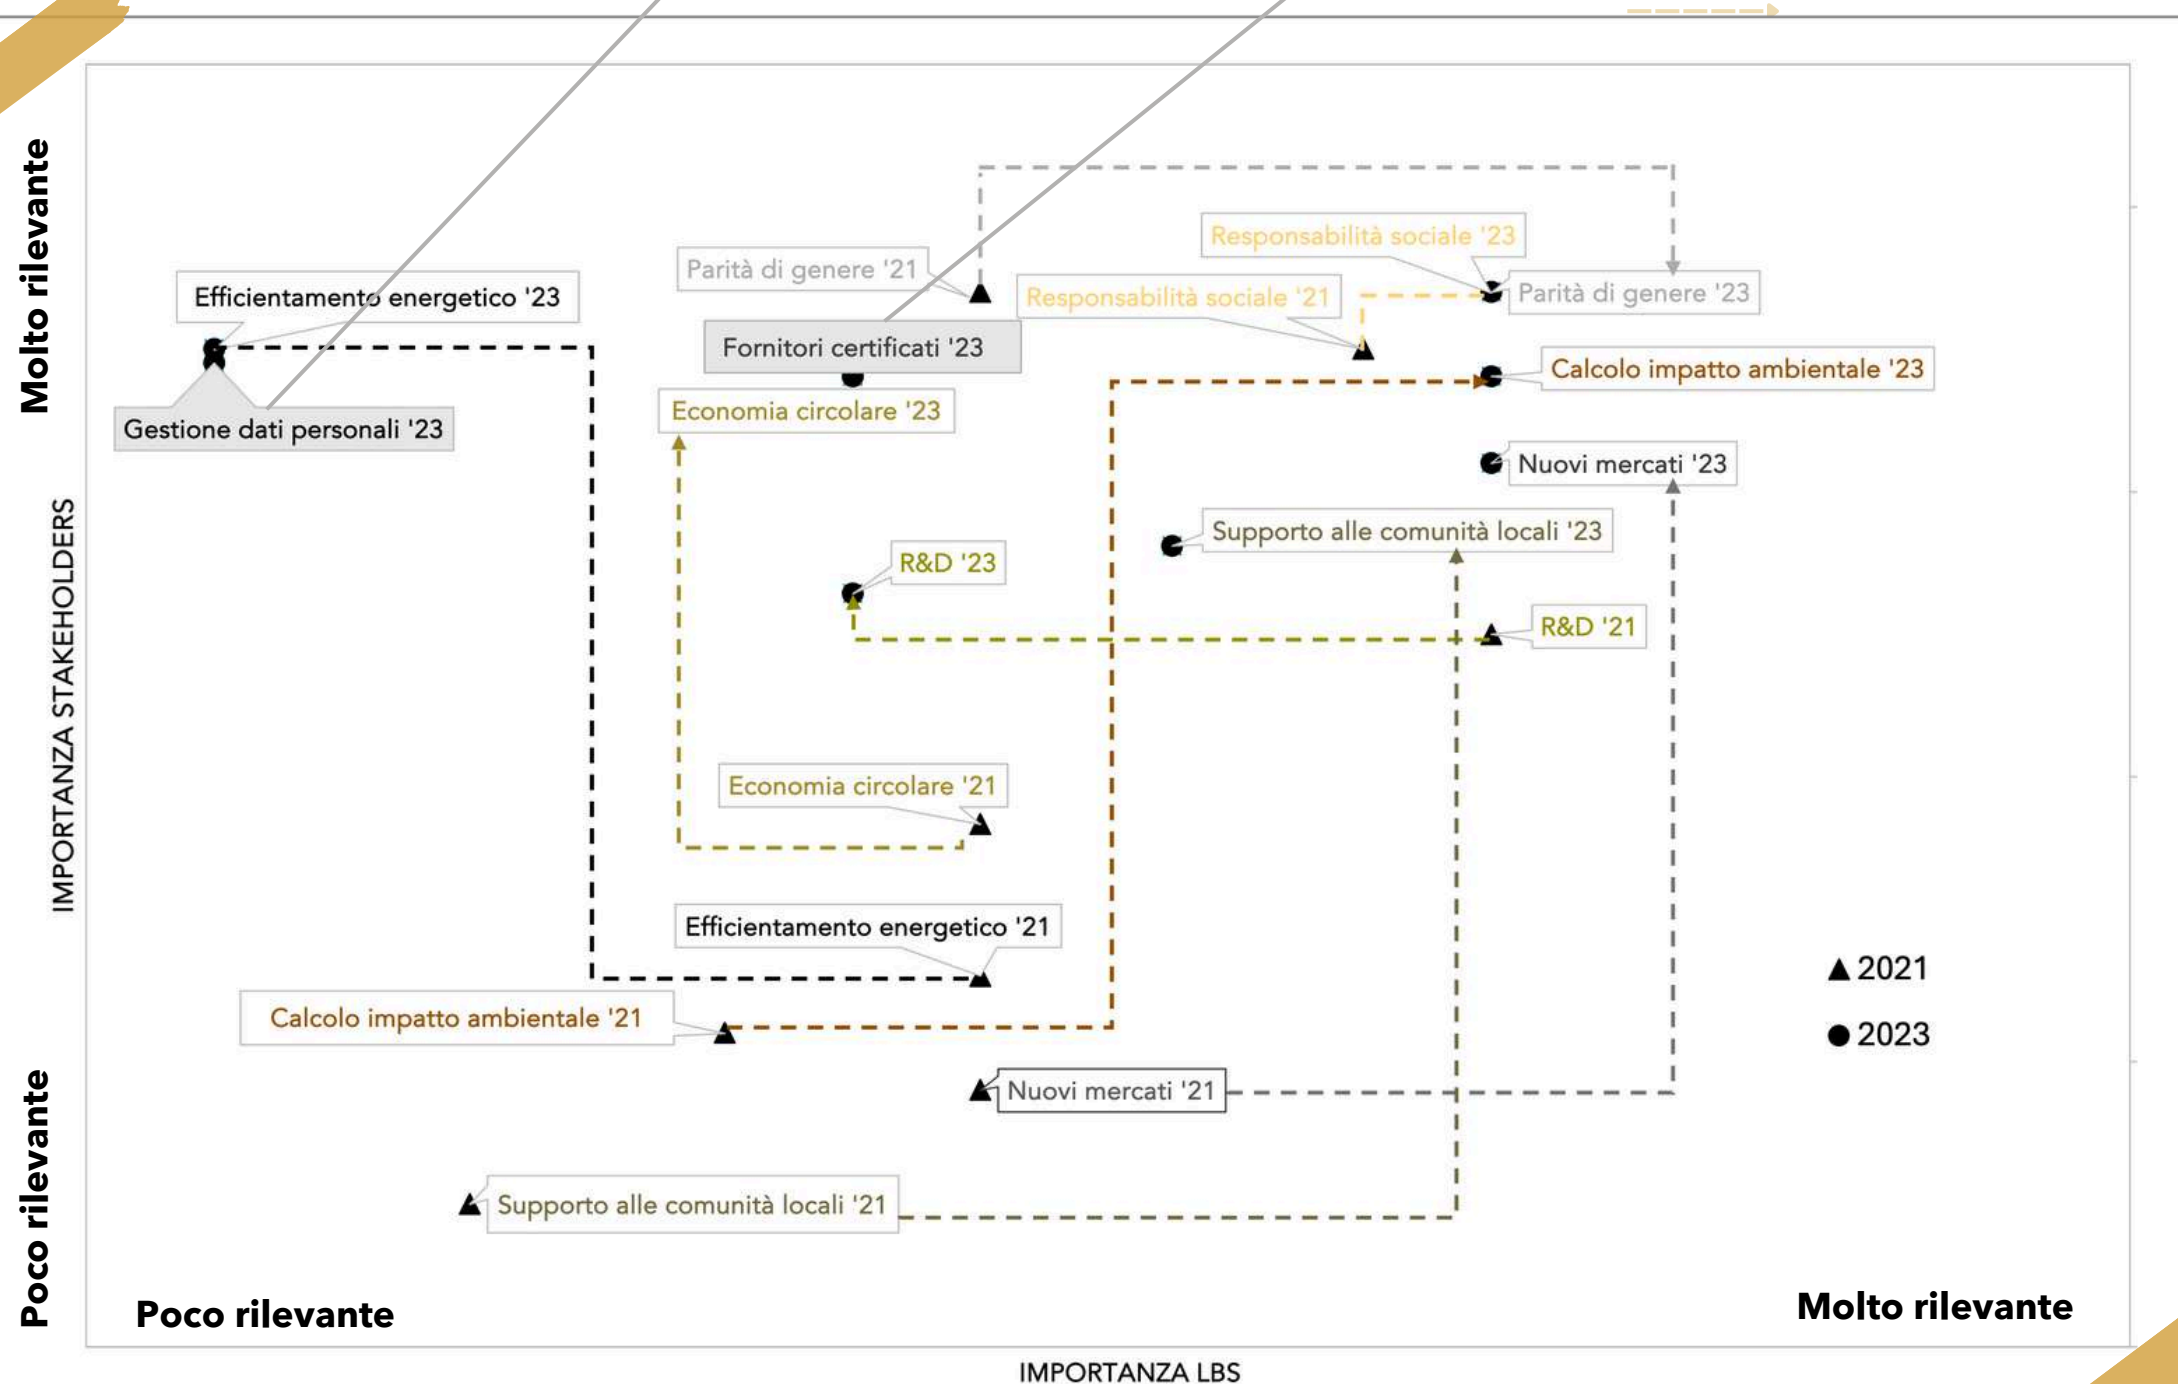 Molto rilevante
Responsabilità sociale '23
Parità di genere '21
Parità di genere '23
Efficientamento energetico '23
Responsabilità sociale '21
Fornitori certificati '23
Calcolo impatto ambientale '23
Economia circolare '23
Gestione dati personali '23
Nuovi mercati '23
Supporto alle comunità locali '23
R&D '23
R&D '21
IMPORTANZA STAKEHOLDERS
Economia circolare '21
Efficientamento energetico '21
2021
Calcolo impatto ambientale '21
2023
Nuovi mercati '21
Supporto alle comunità locali '21
Poco rilevante
Poco rilevante
Molto rilevante
IMPORTANZA LBS